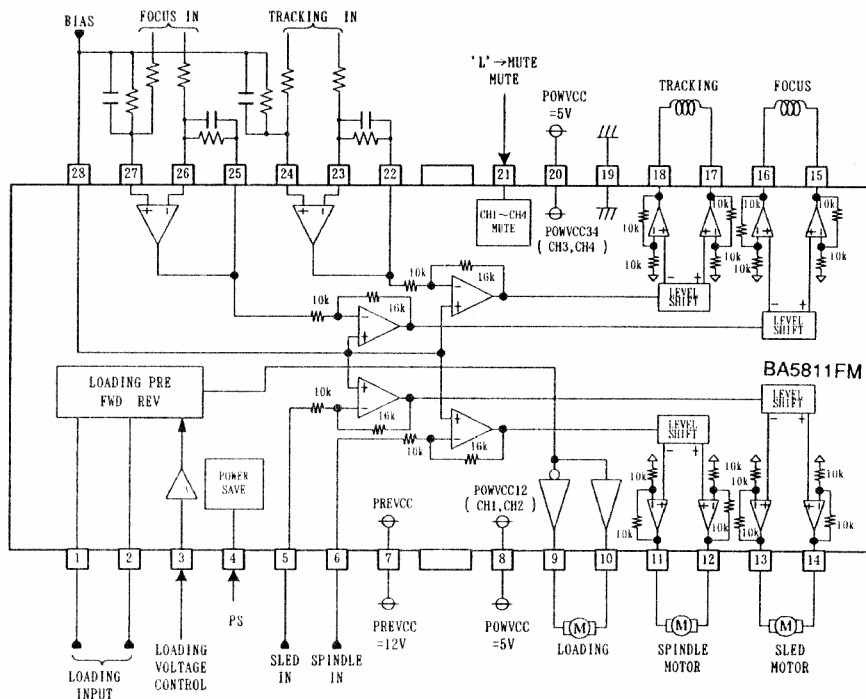 FOCUS IN
TRACKING IN
BIAS
'L'→MUTE
MUTE
POWVCC
=5V
TRACKING
FOCUS
28
27
26
25
24
23
22
21
20
19
18
17
16
15
CH1~CH4
MUTE
POWVCC34
( CH3, CH4 )
10k
10k
10k
10k
10k
10k
10k
10k
10k
16k
10k
16k
LEVEL
SHIFT
LEVEL
SHIFT
BA5811FM
LOADING PRE
FWD REV
10k
16k
10k
16k
LEVEL
SHIFT
LEVEL
SHIFT
POWER
SAVE
PREVCC
POWVCC12
( CH1, CH2 )
10k
10k
10k
10k
10k
10k
10k
10k
1
2
3
4
5
6
7
8
9
10
11
12
13
14
PS
LOADING
INPUT
LOADING
VOLTAGE
CONTROL
SLED
IN
SPINDLE
IN
PREVCC
=12V
POWVCC
=5V
M
LOADING
M
SPINDLE
MOTOR
M
SLED
MOTOR